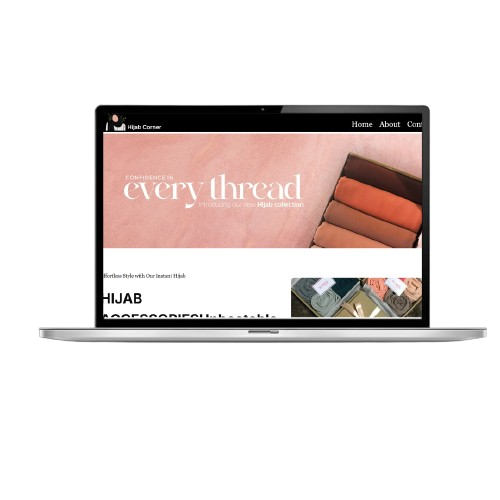 Hijab Corner
Home About Con
CONFIDENCE IN
every thread
Introducing our new Hijab collection
ffortless Style with Our Instant Hijab
HIJAB
ACCESSORIESUnbeatable